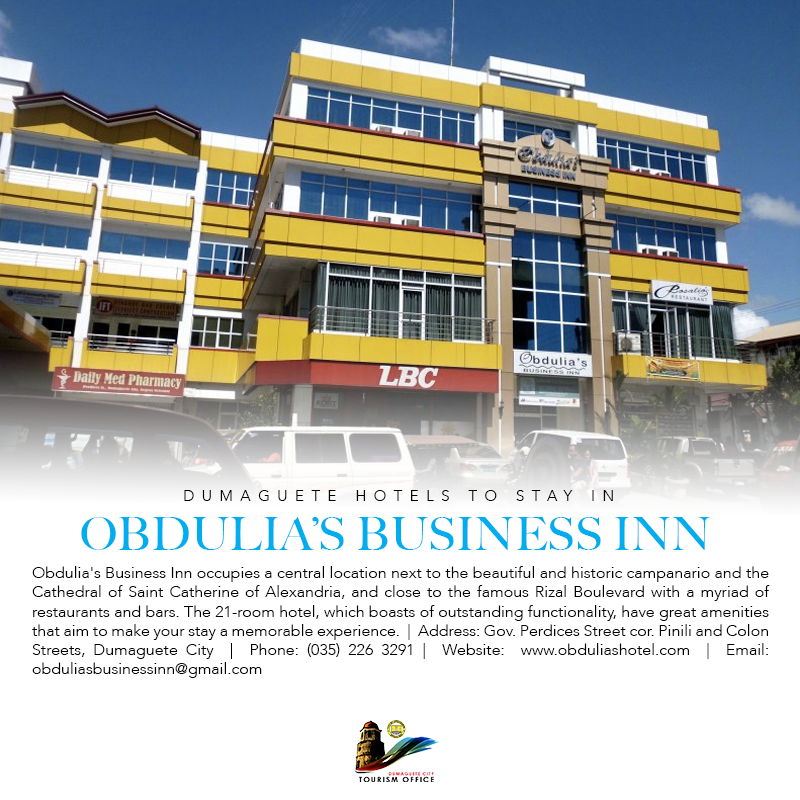 Obdulia's
BUSINESS INN
Rosalia
RESTAURANT
Obdulia's
BUSINESS INN
LBC
Daily Med Pharmacy
DUMAGUETE HOTELS TO STAY IN
OBDULIA'S BUSINESS INN
Obdulia's Business Inn occupies a central location next to the beautiful and historic campanario and the
Cathedral of Saint Catherine of Alexandria, and close to the famous Rizal Boulevard with a myriad of
restaurants and bars. The 21-room hotel, which boasts of outstanding functionality, have great amenities
that aim to make your stay a memorable experience. | Address: Gov. Perdices Street cor. Pinili and Colon
Streets, Dumaguete City | Phone: (035) 226 3291 | Website: www.obduliashotel.com | Email:
obduliasbusinessinn@gmail.com
DUMAGUETE CITY
TOURISM OFFICE